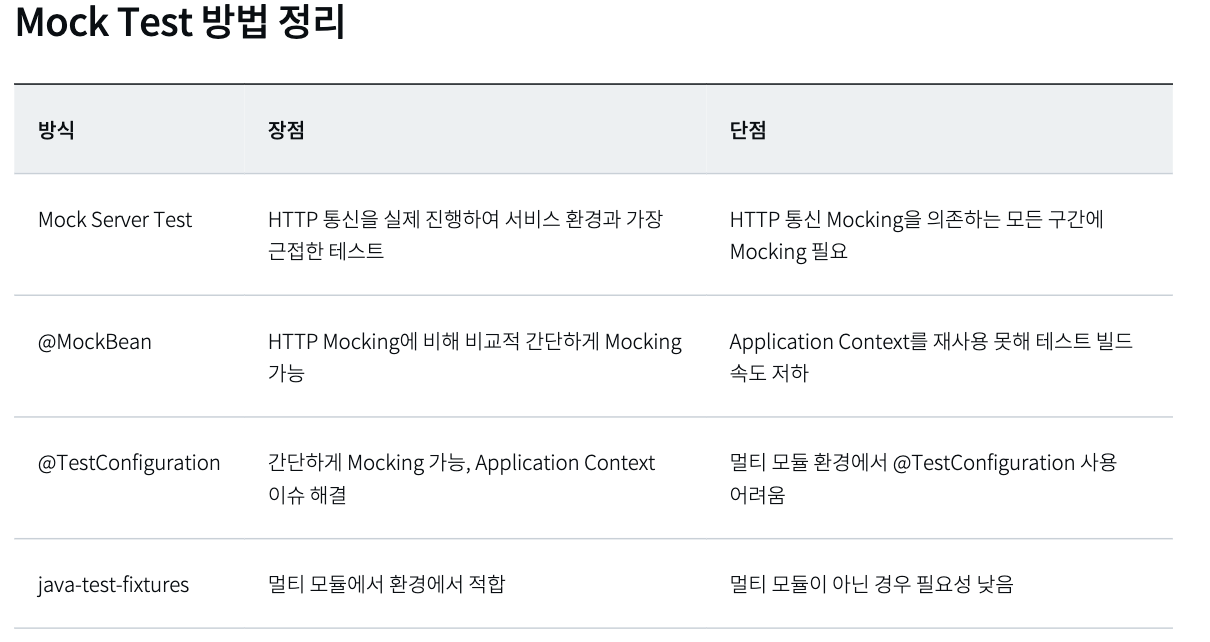 Mock Test 방법 정리
방식 장점 단점
Mock Server Test HTTP 통신을 실제 진행하여 서비스 환경과 가장 HTTP 통신 Mocking을 의존하는 모든 구간에
근접한 테스트 Mocking 필요
@MockBean HTTP Mocking에 비해 비교적 간단하게 Mocking Application Context를 재사용 못해 테스트 빌드
가능 속도 저하
@TestConfiguration 간단하게 Mocking 가능, Application Context 멀티 모듈 환경에서 @TestConfiguration 사용
이슈 해결 어려움
java-test-fixtures 멀티 모듈에서 환경에서 적합 멀티 모듈이 아닌 경우 필요성 낮음